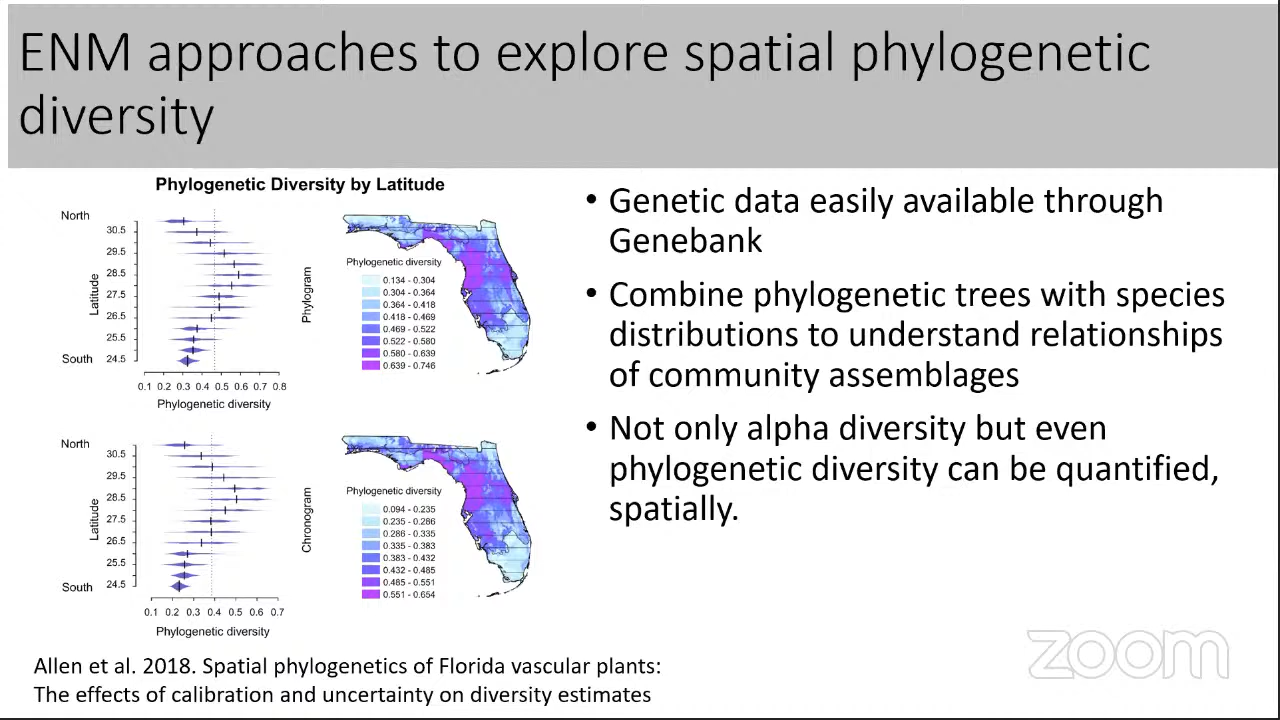 ENM approaches to explore spatial phylogenetic
diversity
Phylogenetic Diversity by Latitude
North
30.5
29.5
28.5
27.5
26.5
25.5
24.5
South
Latitude
0.1 0.2 0.3 0.4 0.5 0.6 0.7 0.8
Phylogenetic diversity
Phylogram
Phylogenetic diversity
0.134 - 0.304
0.304 - 0.364
0.364 - 0.418
0.418 - 0.469
0.469 - 0.522
0.522 - 0.580
0.580 - 0.639
0.639 - 0.746
North
30.5
29.5
28.5
27.5
26.5
25.5
24.5
South
Latitude
0.1 0.2 0.3 0.4 0.5 0.6 0.7
Phylogenetic diversity
Chronogram
Phylogenetic diversity
0.094 - 0.235
0.235 - 0.286
0.286 - 0.335
0.335 - 0.383
0.383 - 0.432
0.432 - 0.485
0.485 - 0.551
0.551 - 0.654
• Genetic data easily available through
Genebank
• Combine phylogenetic trees with species
distributions to understand relationships
of community assemblages
• Not only alpha diversity but even
phylogenetic diversity can be quantified,
spatially.
Allen et al. 2018. Spatial phylogenetics of Florida vascular plants:
The effects of calibration and uncertainty on diversity estimates
zoom